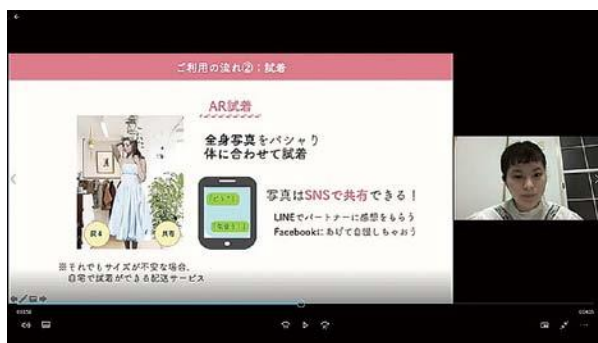 ご利用の流れ②：試着
AR試着
全身写真をパシャリ
体に合わせて試着
写真はSNSで共有できる！
LINEでパートナーに感想をもらう
Facebookにあげて自慢しちゃおう
共有
※それでもサイズが不安な場合、
自宅で試着ができる配送サービス